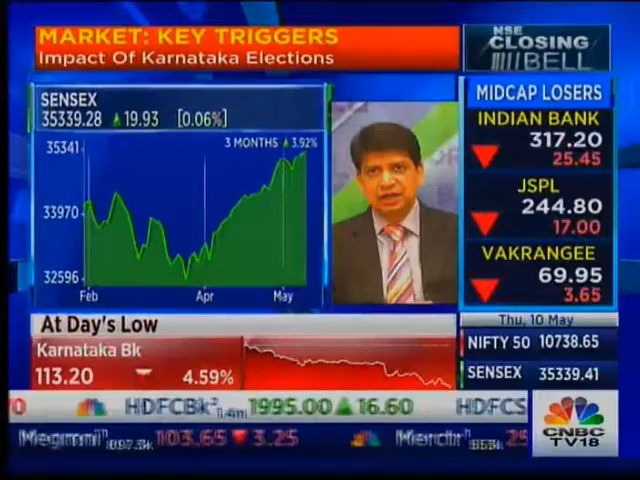 MARKET: KEY TRIGGERS
Impact Of Karnataka Elections
NSE
CLOSING
BELL
SENSEX
35339.28 19.93 [0.06%]
3 MONTHS 3.92%
35341
33970
32596
Feb Apr May
MIDCAP LOSERS
INDIAN BANK
317.20
25.45
JSPL
244.80
17.00
VAKRANGEE
69.95
3.65
At Day's Low
Karnataka Bk
113.20 4.59%
Thu, 10 May
NIFTY 50 10738.65
SENSEX 35339.41
HDFCBk 1.4m 1995.00 16.60 HDFCS
103.65 3.25
CNBC
TV18